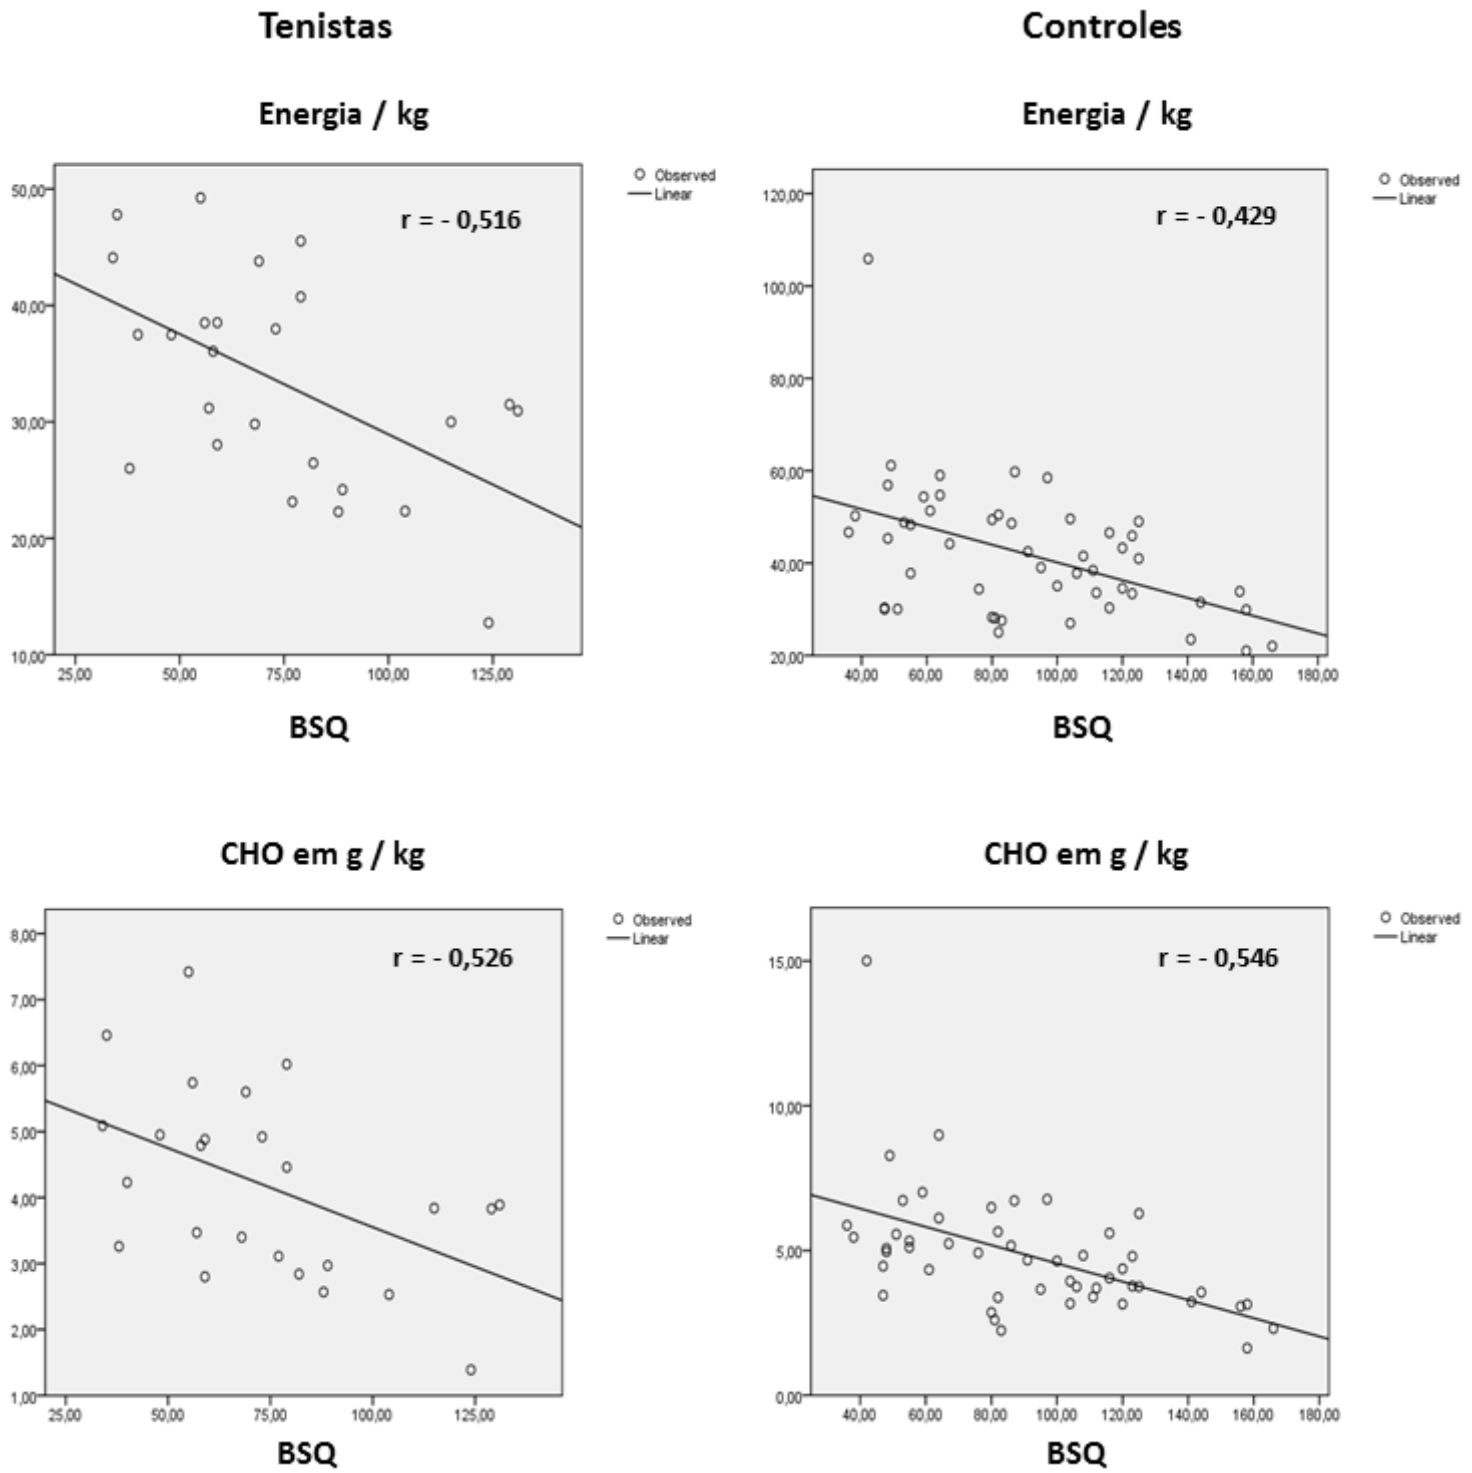 Tenistas
Controles
Energia / kg
Energia / kg
Observed
Linear
r = - 0,516
50,00
40,00
30,00
20,00
10,00
25,00 50,00 75,00 100,00 125,00
BSQ
Observed
Linear
r = - 0,429
120,00
100,00
80,00
60,00
40,00
20,00
40,00 60,00 80,00 100,00 120,00 140,00 160,00 180,00
BSQ
CHO em g / kg
CHO em g / kg
Observed
Linear
r = - 0,526
8,00
7,00
6,00
5,00
4,00
3,00
2,00
1,00
25,00 50,00 75,00 100,00 125,00
BSQ
Observed
Linear
r = - 0,546
15,00
10,00
5,00
0,00
40,00 60,00 80,00 100,00 120,00 140,00 160,00 180,00
BSQ